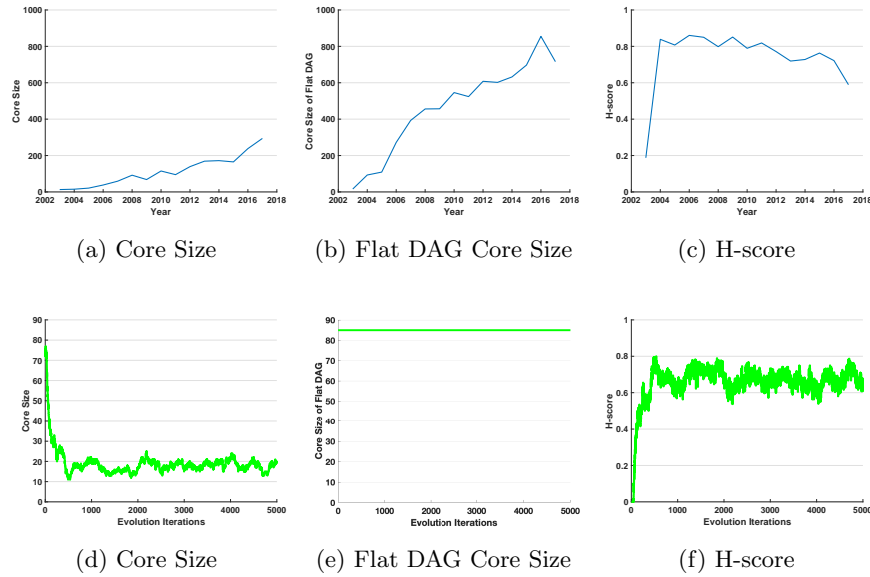 1000
800
600
400
200
0
Core Size
2002 2004 2006 2008 2010 2012 2014 2016 2018
Year
(a) Core Size
1000
800
600
400
200
0
Core Size of Flat DAG
2002 2004 2006 2008 2010 2012 2014 2016 2018
Year
(b) Flat DAG Core Size
1
0.8
0.6
0.4
0.2
0
H-score
2002 2004 2006 2008 2010 2012 2014 2016 2018
Year
(c) H-score
90
80
70
60
50
40
30
20
10
0
Core Size
0 1000 2000 3000 4000 5000
Evolution Iterations
(d) Core Size
90
80
70
60
50
40
30
20
10
0
Core Size of Flat DAG
0 1000 2000 3000 4000 5000
Evolution Iterations
(e) Flat DAG Core Size
1
0.8
0.6
0.4
0.2
0
H-score
0 1000 2000 3000 4000 5000
Evolution Iterations
(f) H-score